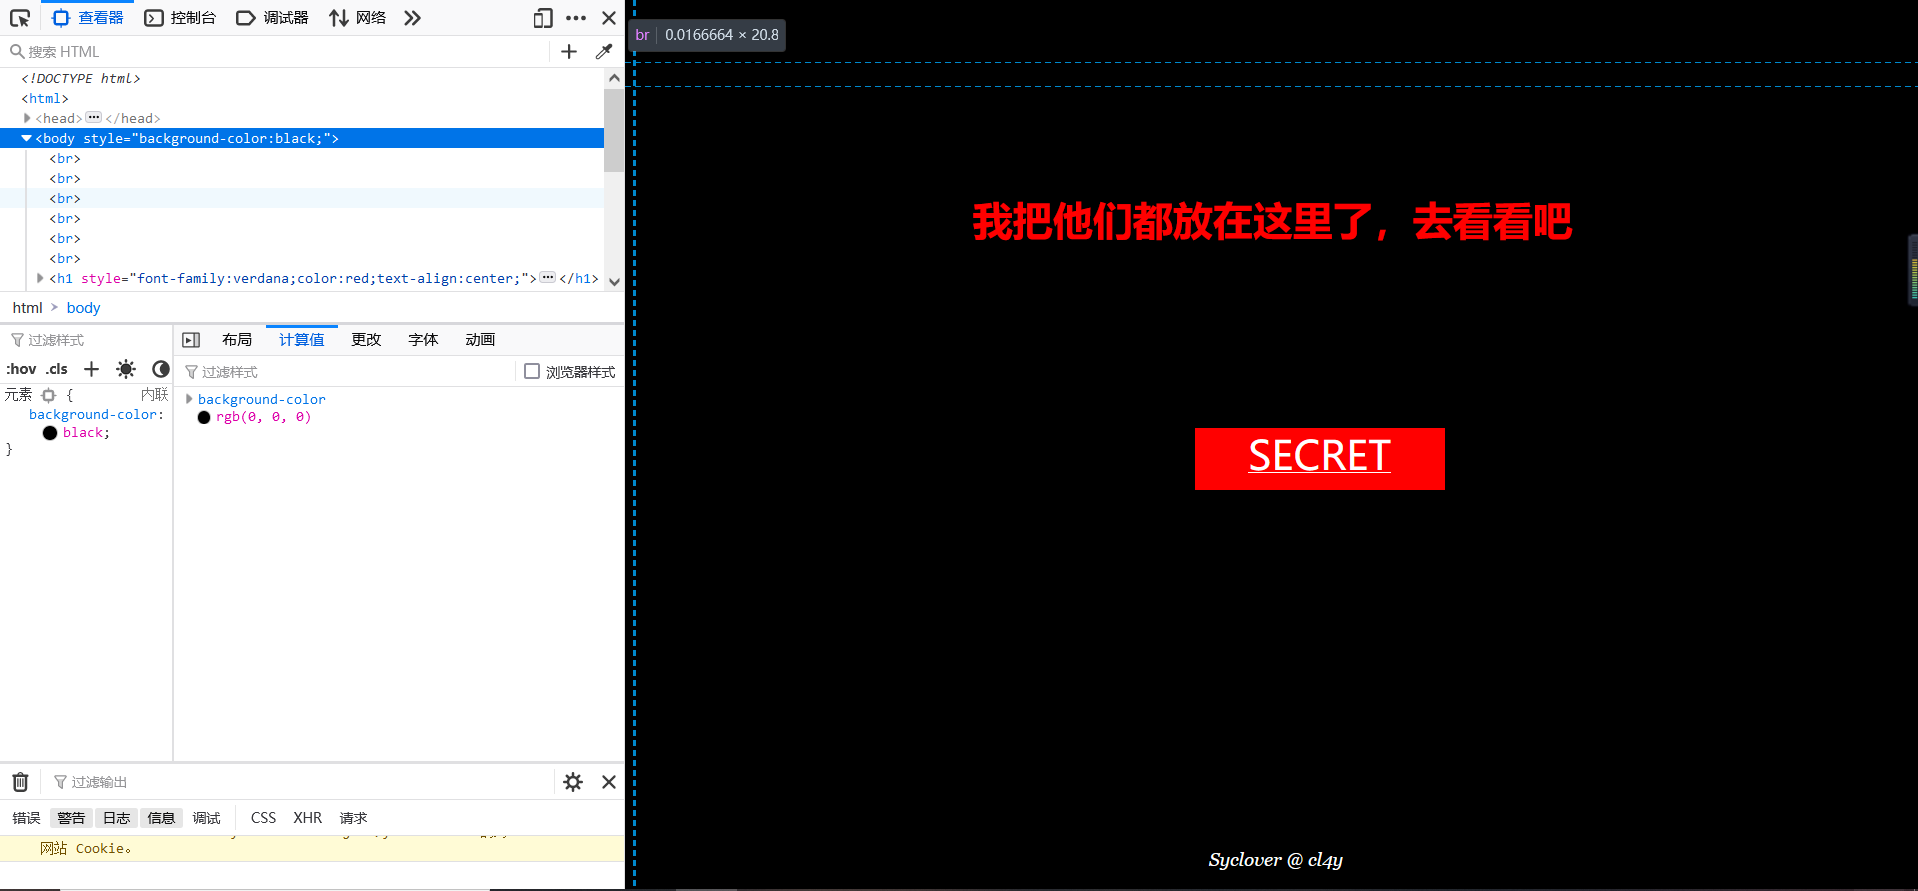 查看器 控制台 调试器 网络
搜索 HTML
<!DOCTYPE html>
<html>
<head> ••• </head>
<body style="background-color:black;">
<br>
<br>
<br>
<br>
<br>
<br>
<h1 style="font-family:verdana;color:red;text-align:center;"> ••• </h1>
html > body
过滤样式
:hov .cls
元素 { 内联
background-color:
black;
}
布局 计算值 更改 字体 动画
过滤样式 浏览器样式
background-color
rgb(0, 0, 0)
过滤输出
错误 警告 日志 信息 调试 CSS XHR 请求
网站 Cookie。
br 0.0166664 × 20.8
我把他们都放在这里了，去看看吧
SECRET
Syclover @ cl4y